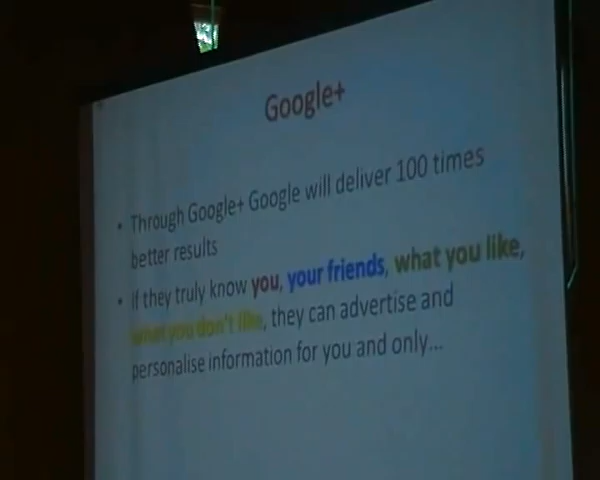 Google+
• Through Google+ Google will deliver 100 times
better results
• If they truly know you, your friends, what you like,
what you don't like, they can advertise and
personalise information for you and only...